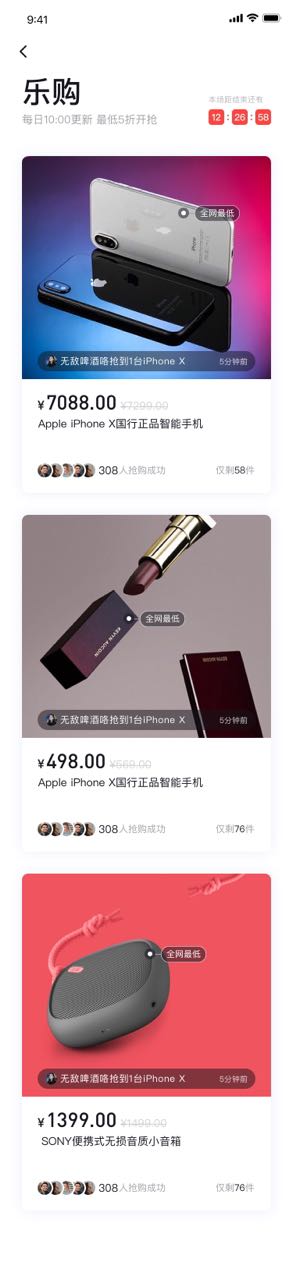 9:41
乐购
本场距结束还有
每日10:00更新 最低5折开抢
12 : 26 : 58
全网最低
无敌啤酒咯抢到1台iPhone X 5分钟前
¥7088.00 ¥7299.00
Apple iPhone X国行正品智能手机
308人抢购成功 仅剩58件
KEVYN AUCOIN
全网最低
KEVYN AUCOIN
无敌啤酒咯抢到1台iPhone X 5分钟前
¥498.00 ¥569.00
Apple iPhone X国行正品智能手机
308人抢购成功 仅剩76件
全网最低
无敌啤酒咯抢到1台iPhone X 5分钟前
¥1399.00 ¥1499.00
SONY便携式无损音质小音箱
308人抢购成功 仅剩76件